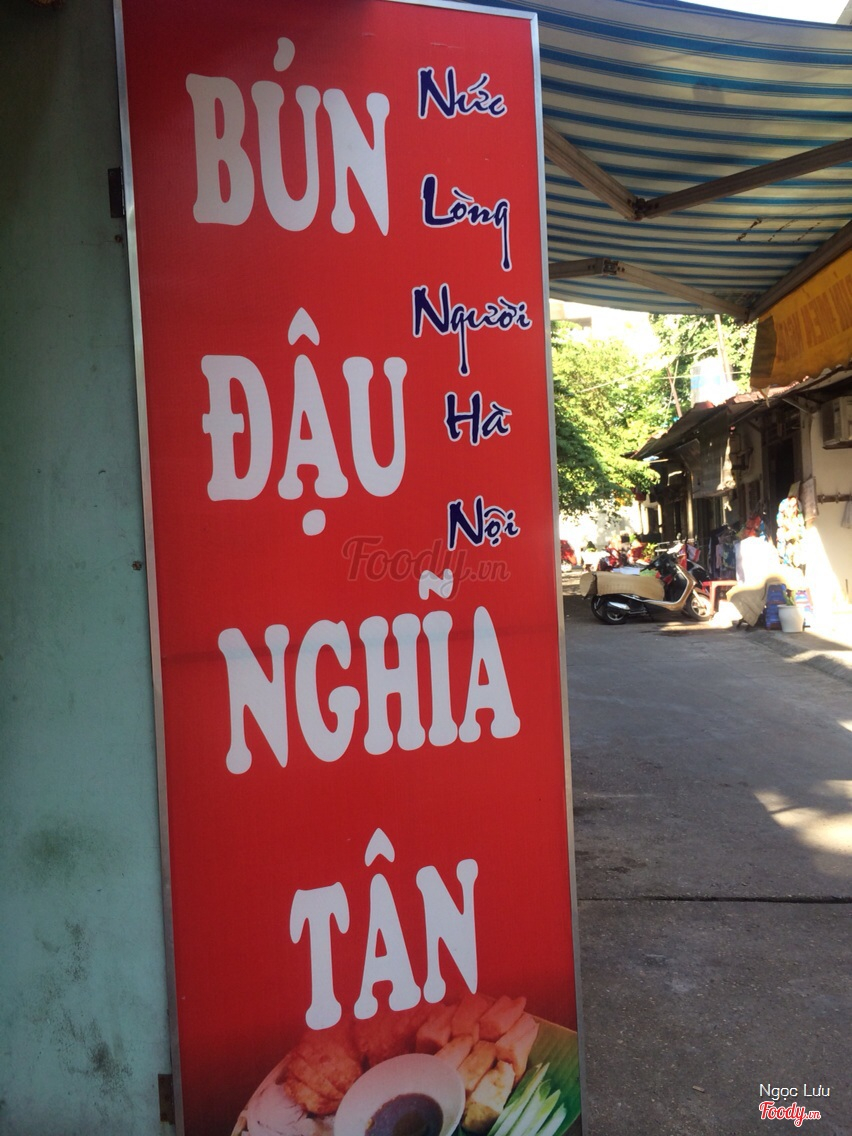 BÚN
ĐẬU
NGHĨA
TÂN
Nức
Lòng
Người
Hà
Nội
Foody.vn
Ngọc Lưu
Foody.vn